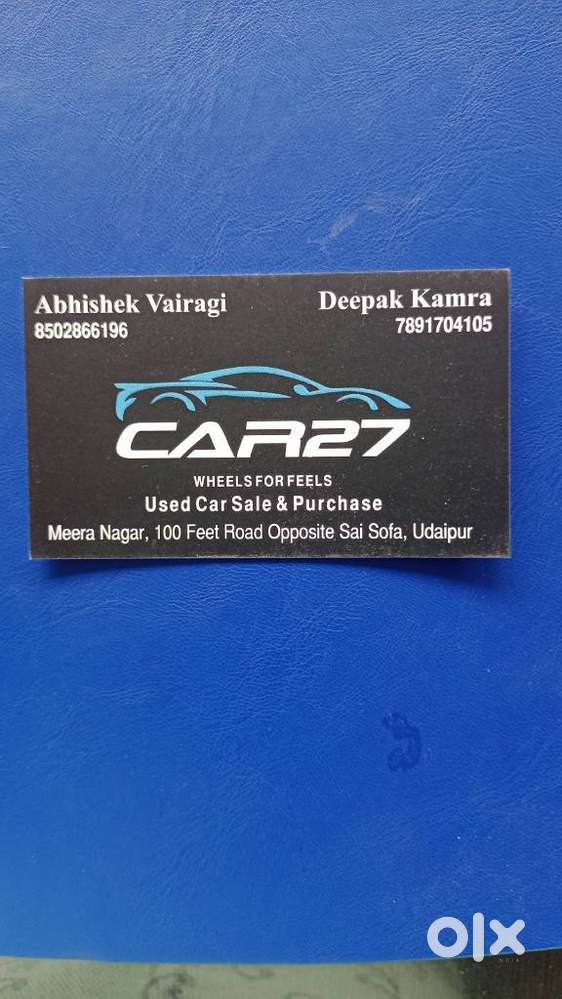 Abhishek Vairagi
8502866196
Deepak Kamra
7891704105
CAR27
WHEELS FOR FEELS
Used Car Sale & Purchase
Meera Nagar, 100 Feet Road Opposite Sai Sofa, Udaipur
olx
INDIA